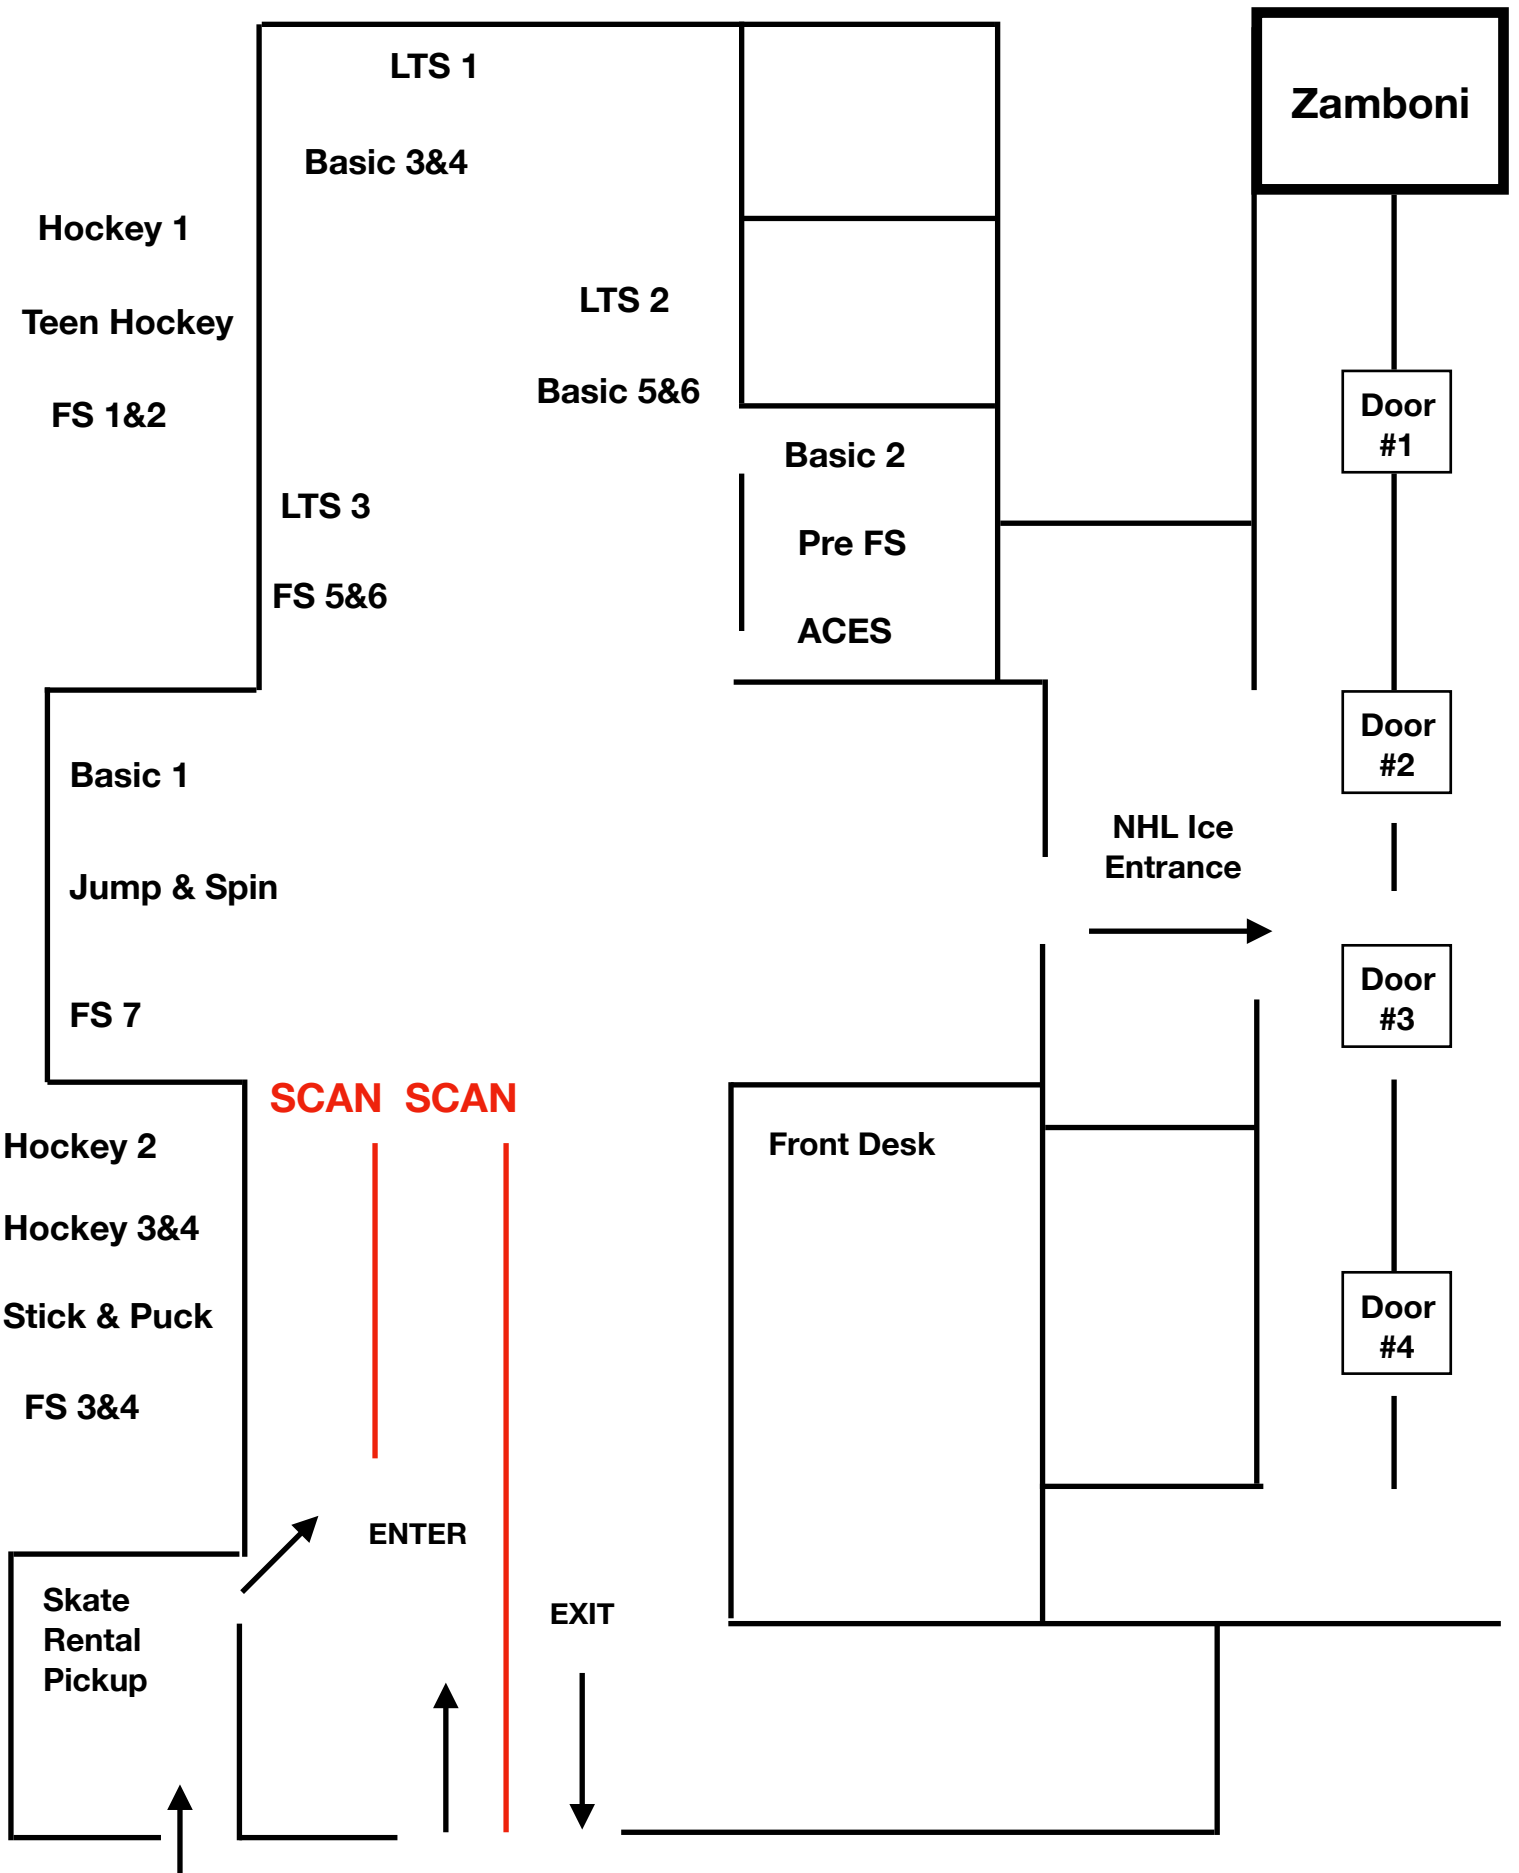 LTS 1
Zamboni
Basic 3&4
Hockey 1
LTS 2
Teen Hockey
Basic 5&6
Door
#1
FS 1&2
Basic 2
LTS 3
Pre FS
FS 5&6
ACES
Door
#2
Basic 1
NHL Ice
Entrance
Jump & Spin
Door
#3
FS 7
SCAN SCAN
Hockey 2
Front Desk
Hockey 3&4
Stick & Puck
Door
#4
FS 3&4
ENTER
Skate
Rental
Pickup
EXIT